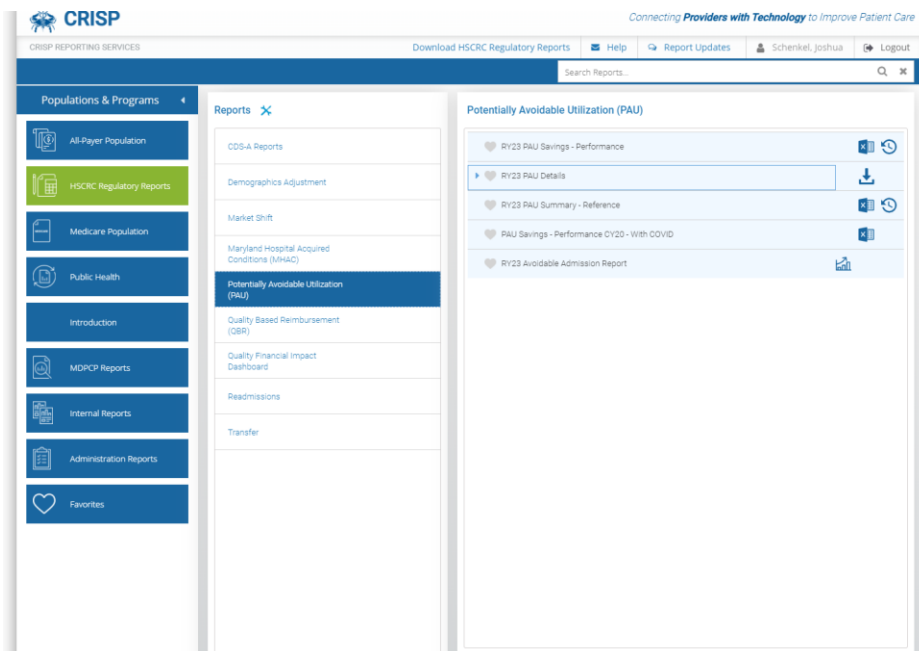 CRISP
Connecting Providers with Technology to Improve Patient Care
CRISP REPORTING SERVICES
Download HSCRC Regulatory Reports
Help
Report Updates
Schenkel, Joshua
Logout
Search Reports...
Populations & Programs
All-Payer Population
HSCRC Regulatory Reports
Medicare Population
Public Health
Introduction
MDPCP Reports
Internal Reports
Administration Reports
Favorites
Reports
CDS-A Reports
Demographics Adjustment
Market Shift
Maryland Hospital Acquired
Conditions (MHAC)
Potentially Avoidable Utilization
(PAU)
Quality Based Reimbursement
(QBR)
Quality Financial Impact
Dashboard
Readmissions
Transfer
Potentially Avoidable Utilization (PAU)
RY23 PAU Savings - Performance
RY23 PAU Details
RY23 PAU Summary - Reference
PAU Savings - Performance CY20 - With COVID
RY23 Avoidable Admission Report